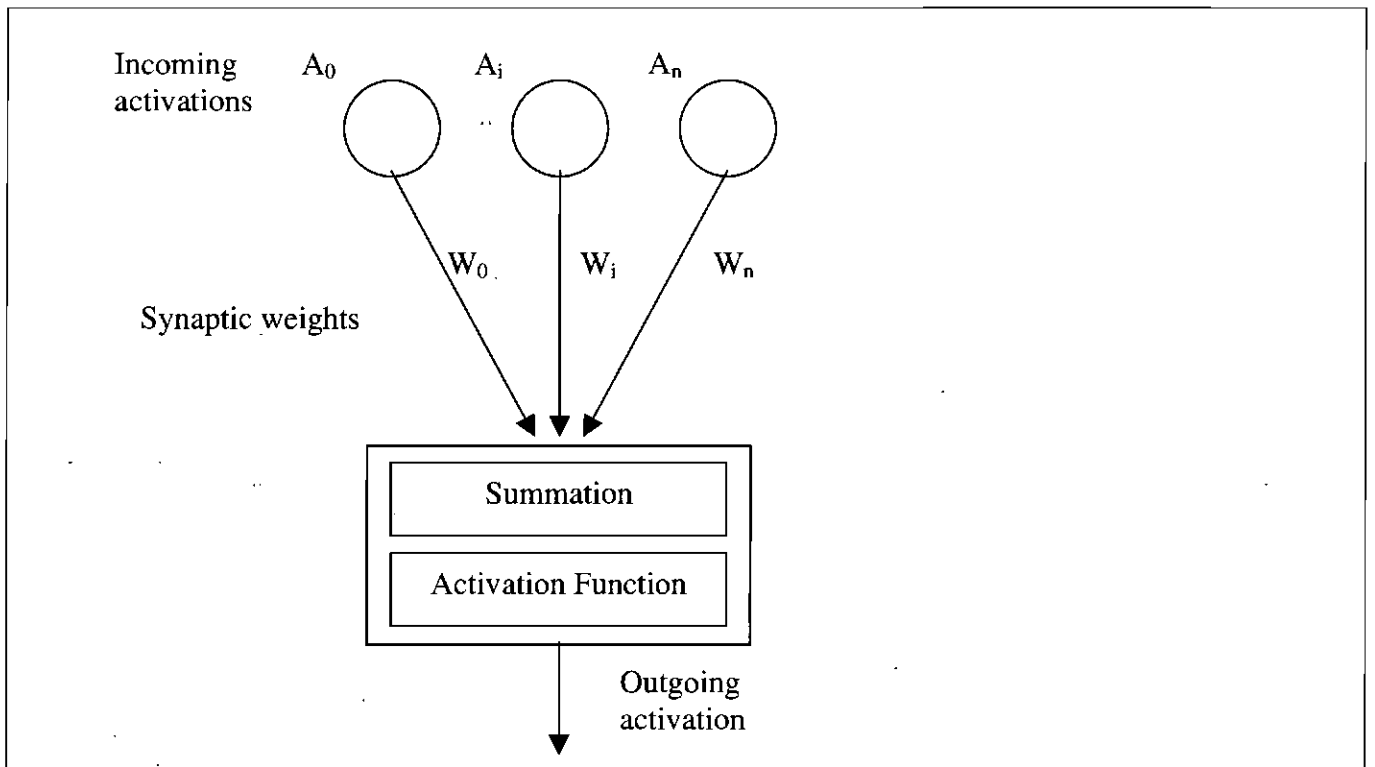 Incoming
activations
A₀
Aᵢ
Aₙ
W₀
Wᵢ
Wₙ
Synaptic weights
Summation
Activation Function
Outgoing
activation